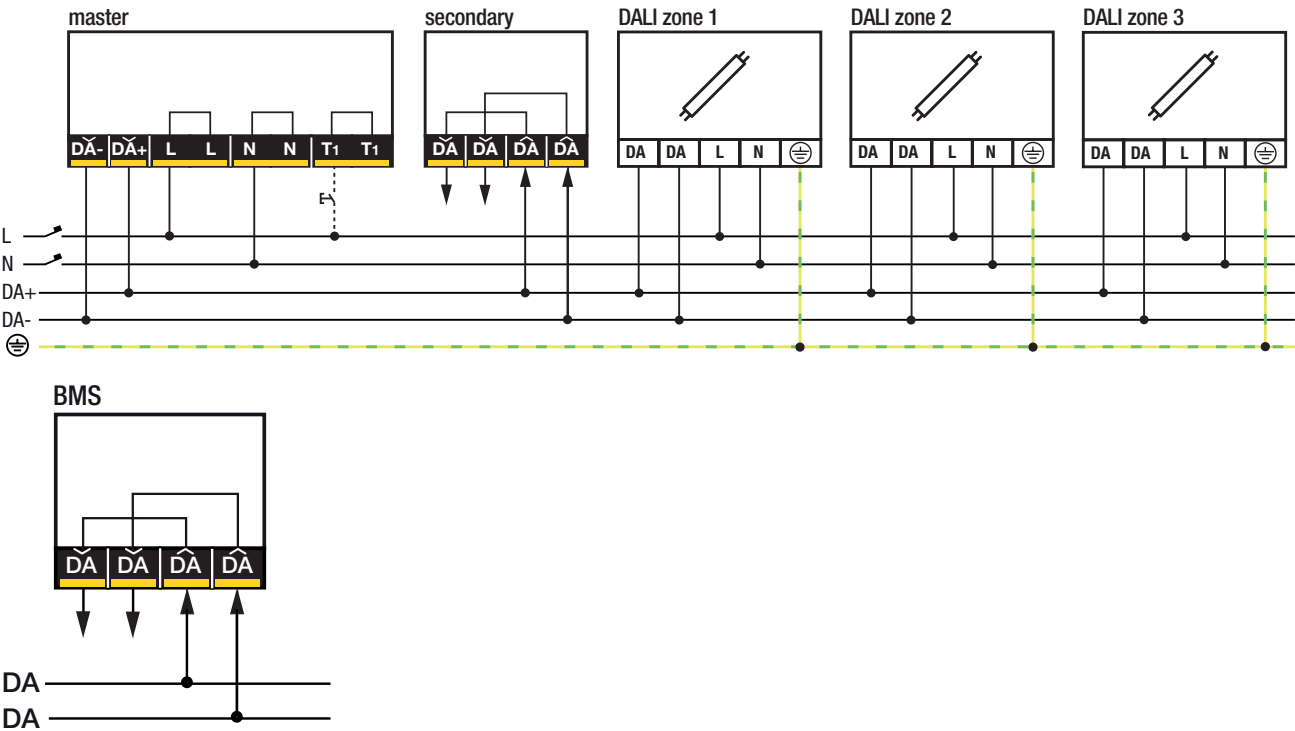 master
secondary
DALI zone 1
DALI zone 2
DALI zone 3
DA- DA+ L L N N T1 T1
DA DA DA DA
DA DA L N
DA DA L N
DA DA L N
L
N
DA+
DA-
BMS
DA DA DA DA
DA
DA